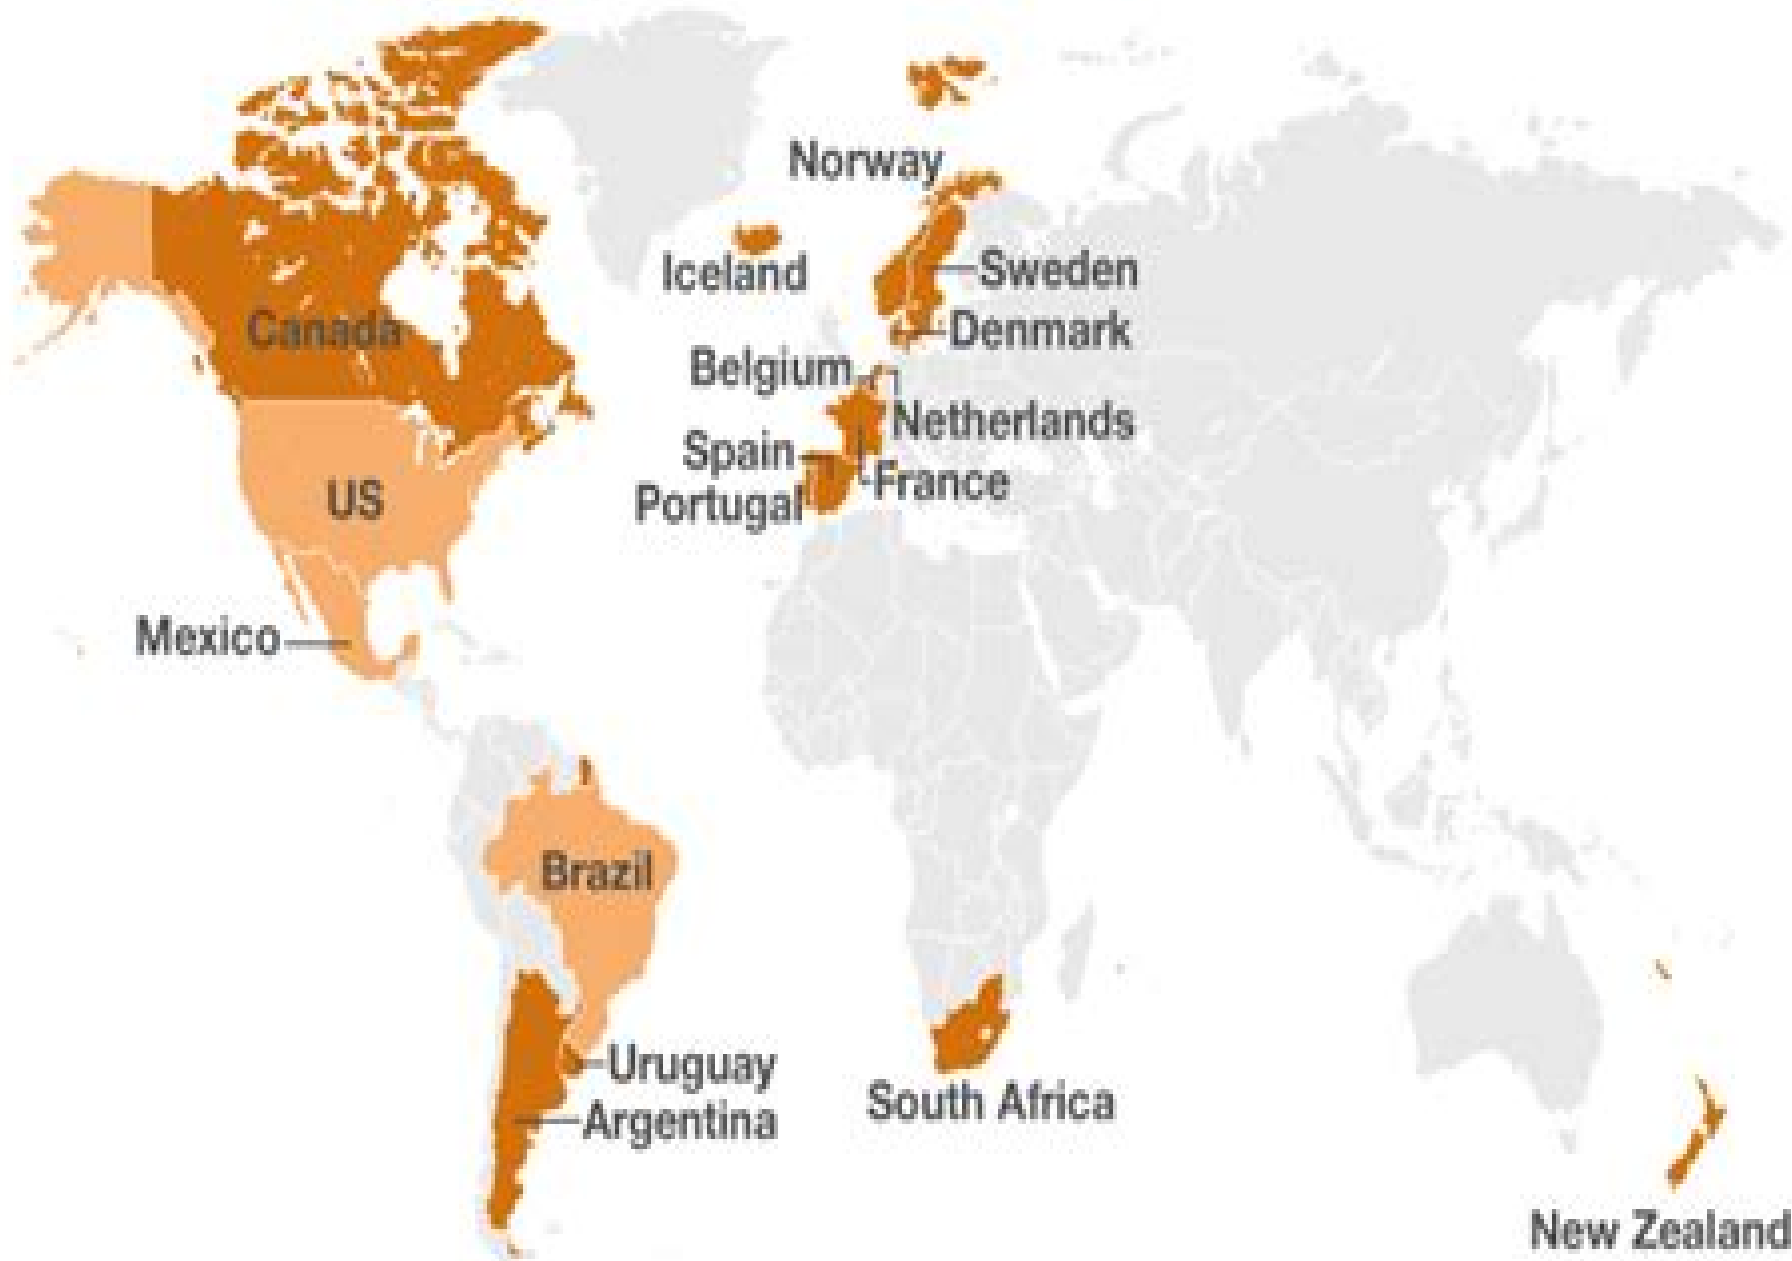 Norway
Iceland
Sweden
Canada
Denmark
Belgium
Netherlands
Spain
France
US
Portugal
Mexico
Brazil
Uruguay
South Africa
Argentina
New Zealand